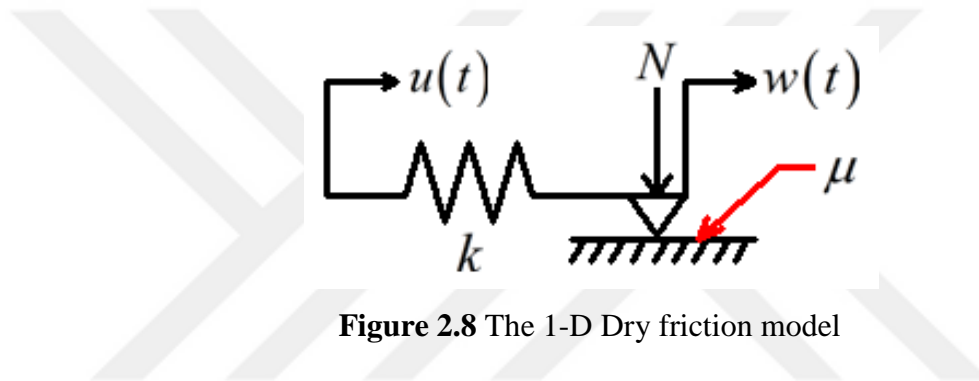 u(t) N w(t)
μ
k
Figure 2.8 The 1-D Dry friction model